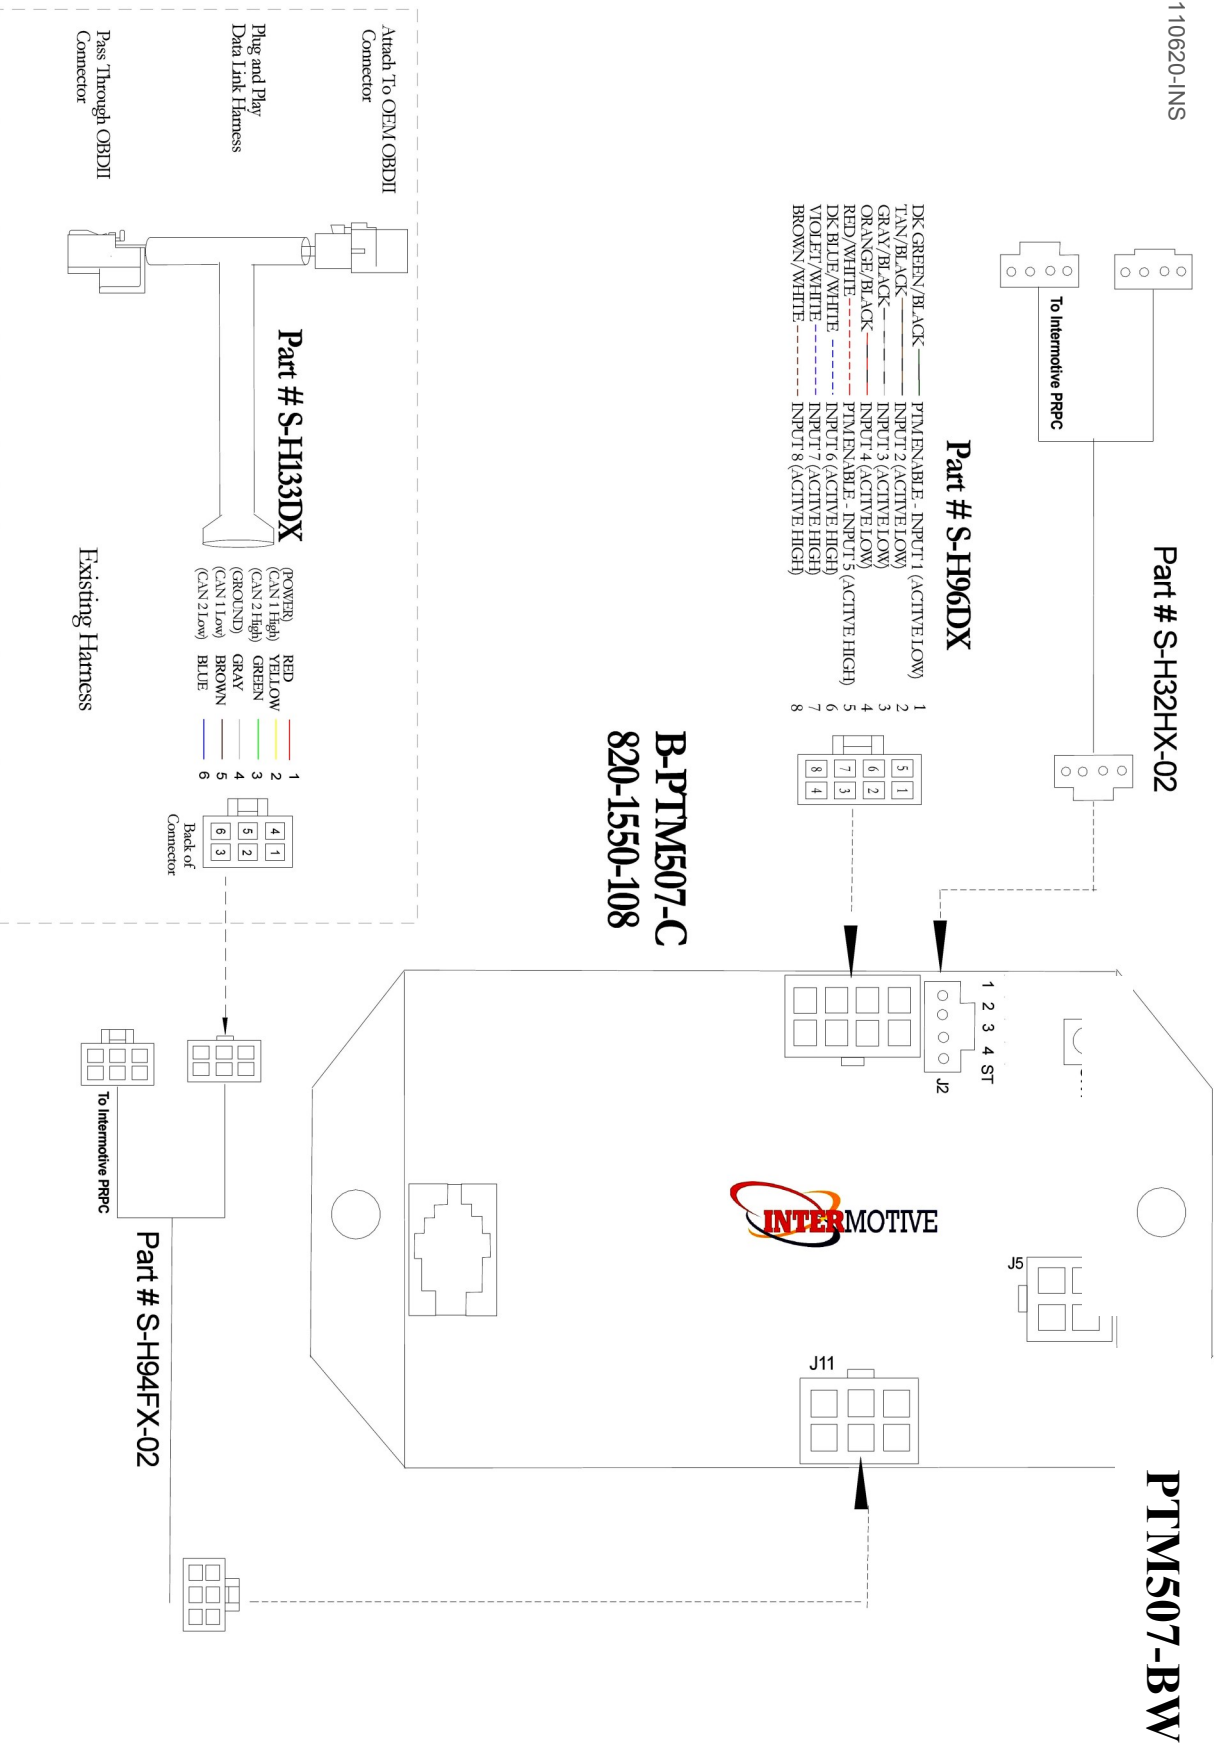 110620-INS
PTM507-BW
Part # S-H32HX-02
To Intermotive PRPC
Part # S-H96DX
DK GREEN/BLACK PTM ENABLE - INPUT 1 (ACTIVE LOW) 1
TAN/BLACK INPUT 2 (ACTIVE LOW) 2
GRAY/BLACK INPUT 3 (ACTIVE LOW) 3
ORANGE/BLACK INPUT 4 (ACTIVE LOW) 4
RED/WHITE PTM ENABLE - INPUT 5 (ACTIVE HIGH) 5
DK BLUE/WHITE INPUT 6 (ACTIVE HIGH) 6
VIOLET/WHITE INPUT 7 (ACTIVE HIGH) 7
BROWN/WHITE INPUT 8 (ACTIVE HIGH) 8
5 1
6 2
7 3
8 4
1 2 3 4 ST
J2
J5
J11
INTERMOTIVE
B-PTM507-C
820-1550-108
Attach To OEM OBDII
Connector
Plug and Play
Data Link Harness
Pass Through OBDII
Connector
Part # S-H133DX
(POWER) RED 1
(CAN 1 High) YELLOW 2
(CAN 2 High) GREEN 3
(GROUND) GRAY 4
(CAN 1 Low) BROWN 5
(CAN 2 Low) BLUE 6
4 1
5 2
6 3
Back of
Connector
Existing Harness
To Intermotive PRPC
Part # S-H94FX-02